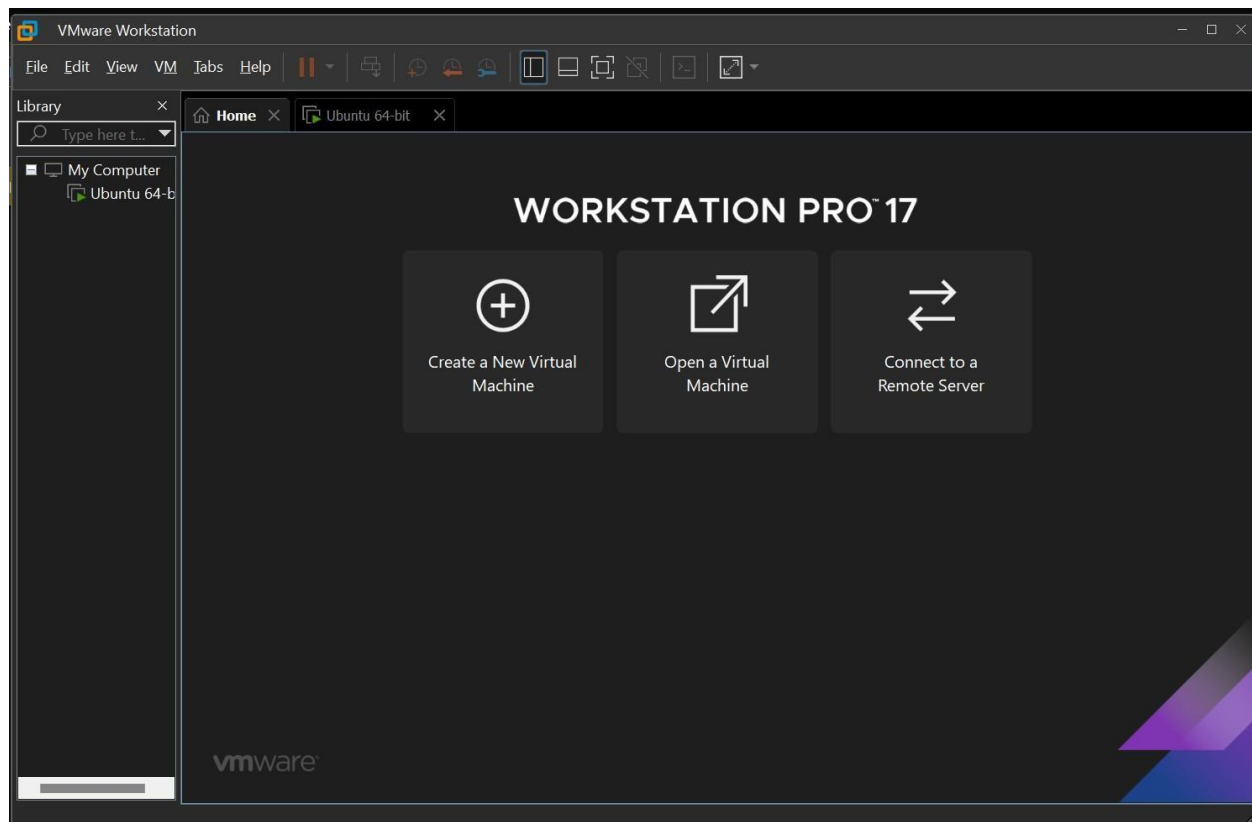 VMware Workstation
File Edit View VM Tabs Help
Library
Home Ubuntu 64-bit
Type here t...
My Computer
Ubuntu 64-b
WORKSTATION PRO™ 17
Create a New Virtual
Machine
Open a Virtual
Machine
Connect to a
Remote Server
vmware